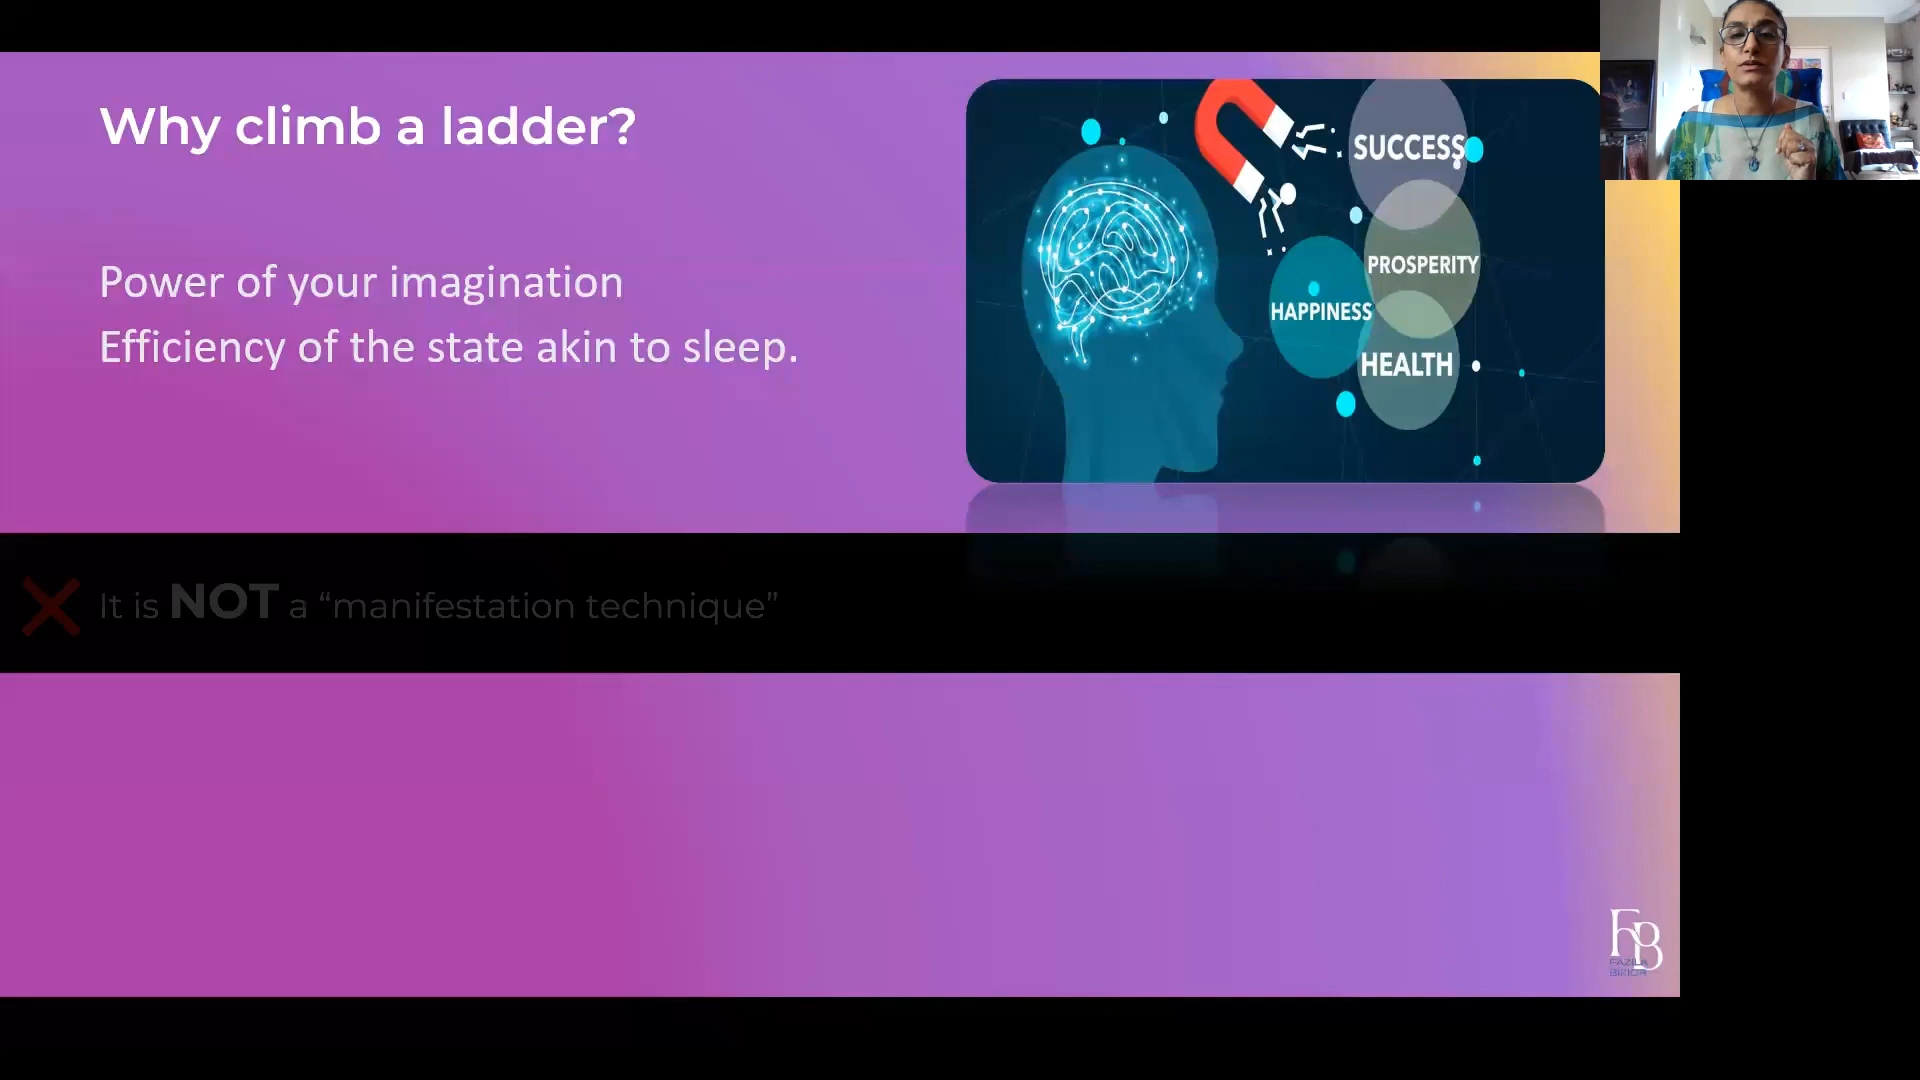 Why climb a ladder?
Power of your imagination
Efficiency of the state akin to sleep.
SUCCESS
PROSPERITY
HAPPINESS
HEALTH
It is NOT a “manifestation technique”
FB
FAZILA